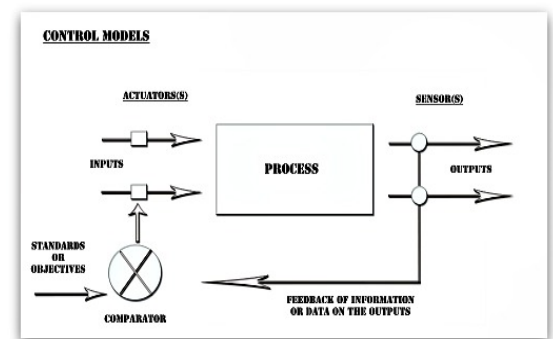 CONTROL MODELS
ACTUATORS(S)
SENSOR(S)
INPUTS
PROCESS
OUTPUTS
STANDARDS
OR
OBJECTIVES
FEEDBACK OF INFORMATION
OR DATA ON THE OUTPUTS
COMPARATOR